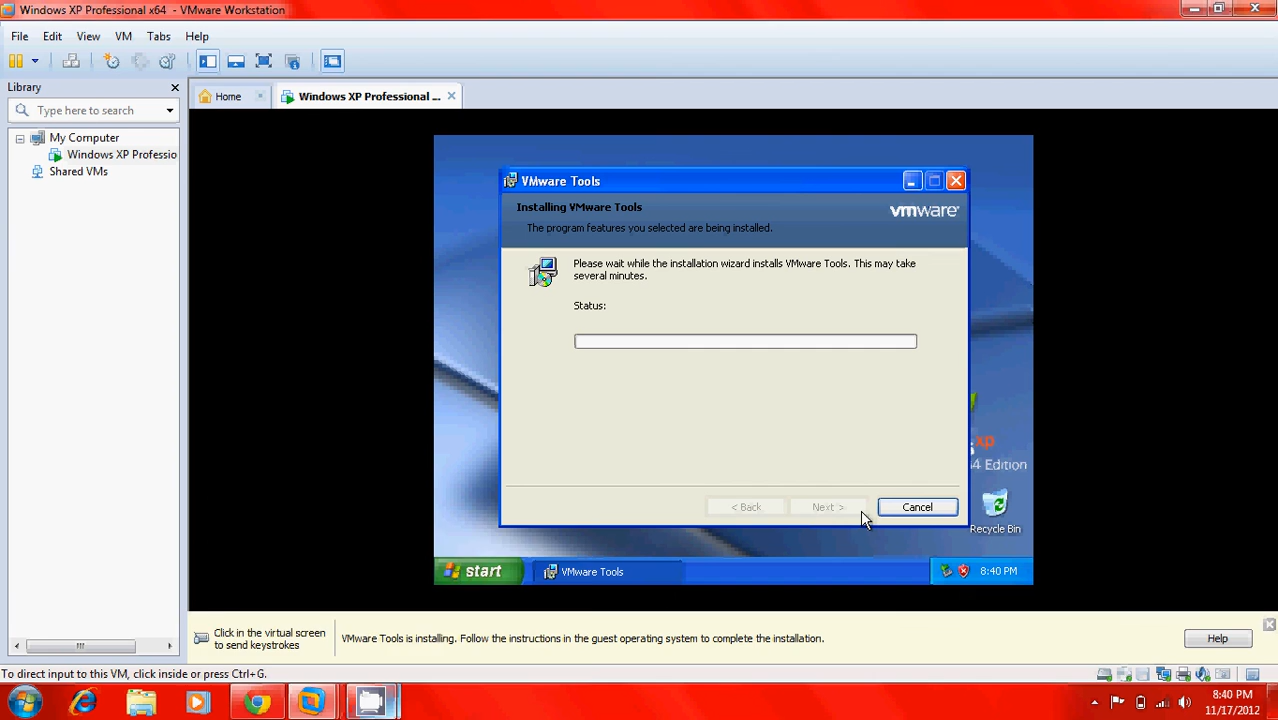 Windows XP Professional x64 - VMware Workstation
File Edit View VM Tabs Help
Library
Type here to search
My Computer
Windows XP Professio
Shared VMs
Home
Windows XP Professional ...
VMware Tools
Installing VMware Tools
The program features you selected are being installed.
vmware
Please wait while the installation wizard installs VMware Tools. This may take
several minutes.
Status:
< Back
Next >
Cancel
xp
64 Edition
Recycle Bin
start
VMware Tools
8:40 PM
Click in the virtual screen
to send keystrokes
VMware Tools is installing. Follow the instructions in the guest operating system to complete the installation.
Help
To direct input to this VM, click inside or press Ctrl+G.
8:40 PM
11/17/2012